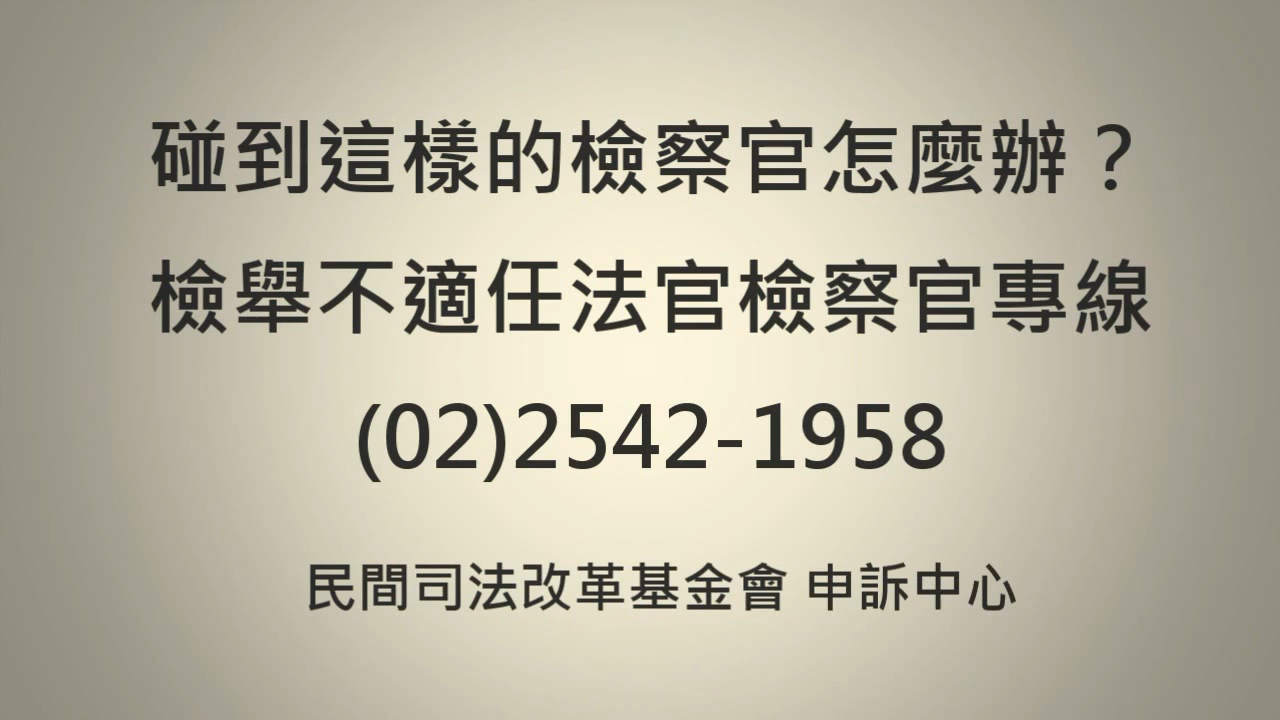 碰到這樣的檢察官怎麼辦？
檢舉不適任法官檢察官專線
(02)2542-1958
民間司法改革基金會 申訴中心